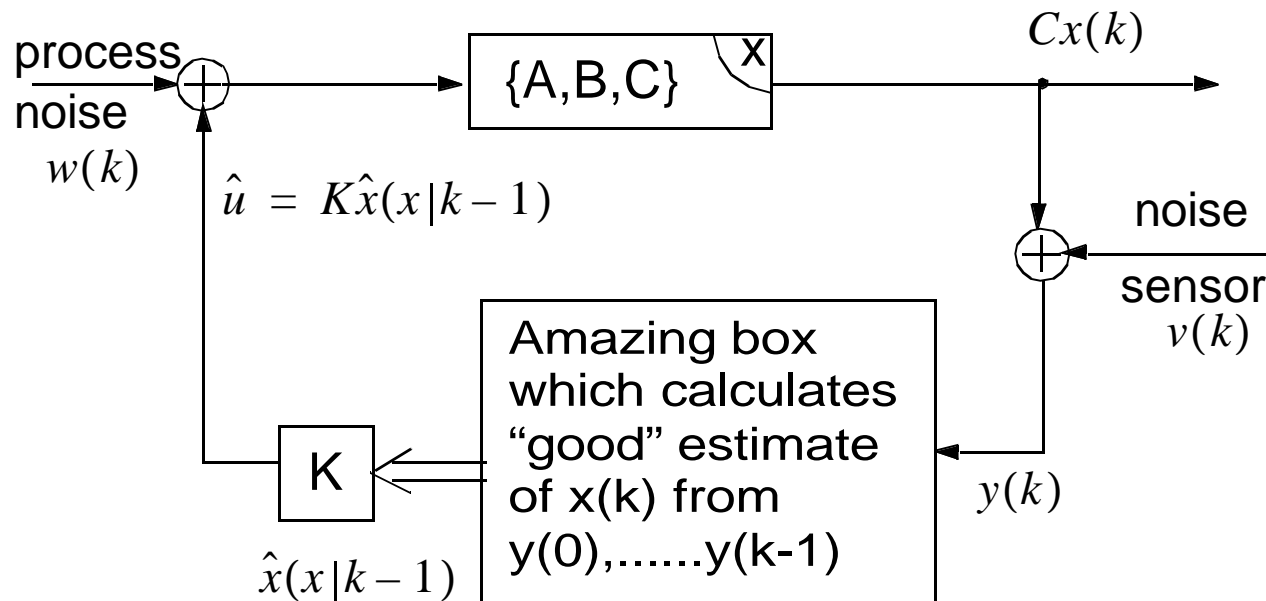 process
noise
w(k)
{A,B,C}
x
Cx(k)
û = Kx̂(x|k – 1)
noise
sensor
v(k)
Amazing box
which calculates
“good” estimate
of x(k) from
y(0),......y(k-1)
K
y(k)
x̂(x|k – 1)